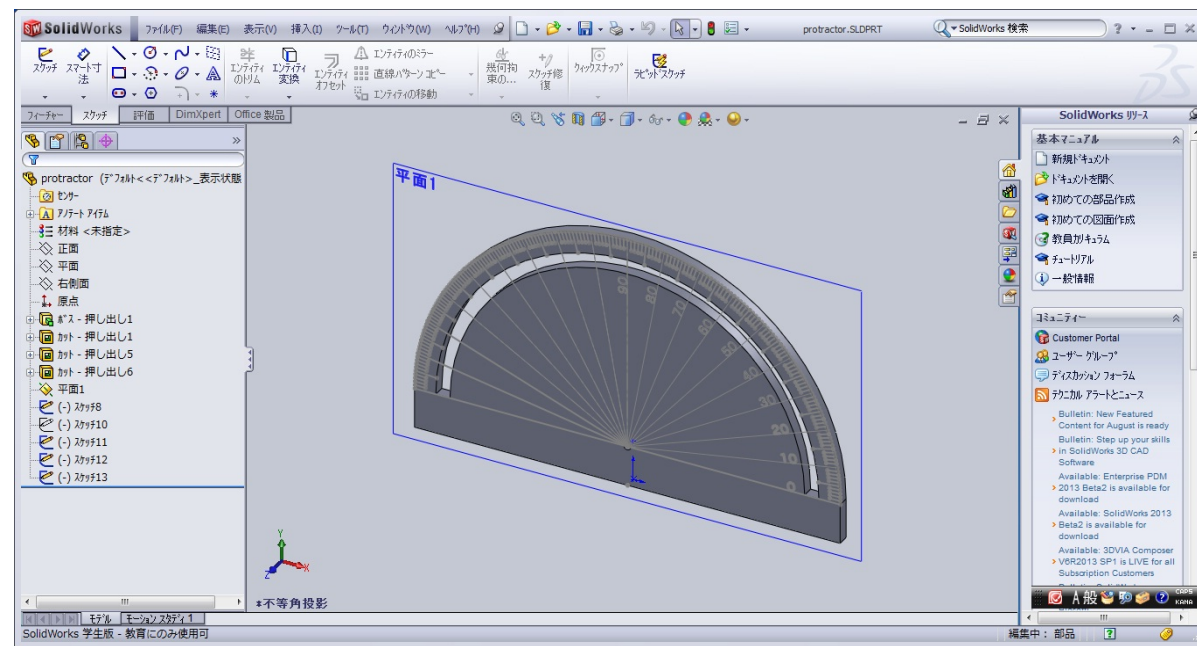 SolidWorks ファイル(F) 編集(E) 表示(V) 挿入(I) ツール(T) ウィンドウ(W) ヘルプ(H) protractor.SLDPRT SolidWorks 検索
スケッチ スマート寸法 エンティティのトリム エンティティ変換 エンティティオフセット
エンティティのミラー
直線パターン コピー
エンティティの移動
幾何拘束の... スケッチ修復 クイックスナップ ラピッドスケッチ
フィーチャー スケッチ 評価 DimXpert Office 製品
protractor (デフォルト<<デフォルト>_表示状態
センサー
アノテート アイテム
材料 <未指定>
正面
平面
右側面
原点
ボス - 押し出し1
カット - 押し出し1
カット - 押し出し5
カット - 押し出し6
平面1
(-) スケッチ8
(-) スケッチ10
(-) スケッチ11
(-) スケッチ12
(-) スケッチ13
平面1
90
80
70
60
50
40
30
20
10
0
Y
X
Z
*不等角投影
SolidWorks リリース
基本マニュアル
新規ドキュメント
ドキュメントを開く
初めての部品作成
初めての図面作成
教員カリキュラム
チュートリアル
一般情報
コミュニティー
Customer Portal
ユーザー グループ
ディスカッション フォーラム
テクニカル アラートとニュース
Bulletin: New Featured
Content for August is ready
Bulletin: Step up your skills
in SolidWorks 3D CAD
Software
Available: Enterprise PDM
2013 Beta2 is available for
download
Available: SolidWorks 2013
Beta2 is available for
download
Available: 3DVIA Composer
V6R2013 SP1 is LIVE for all
Subscription Customers
A 般 CAPS
KANA
モデル モーション スタディ 1
SolidWorks 学生版 - 教育にのみ使用可 編集中: 部品